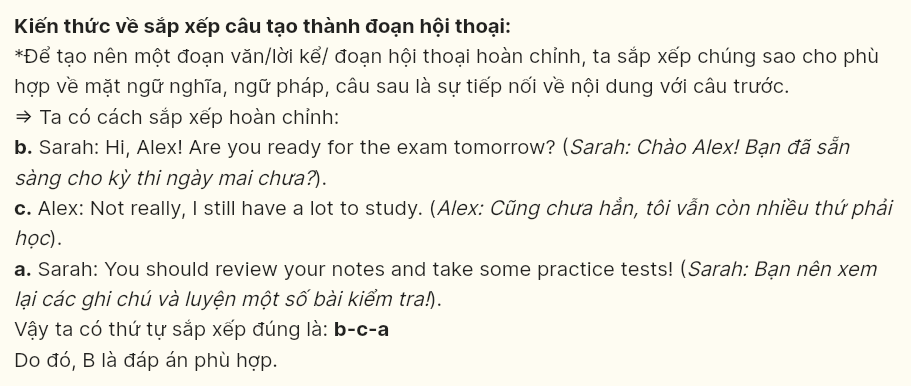 Kiến thức về sắp xếp câu tạo thành đoạn hội thoại:
*Để tạo nên một đoạn văn/lời kể/ đoạn hội thoại hoàn chỉnh, ta sắp xếp chúng sao cho phù
hợp về mặt ngữ nghĩa, ngữ pháp, câu sau là sự tiếp nối về nội dung với câu trước.
⇒ Ta có cách sắp xếp hoàn chỉnh:
b. Sarah: Hi, Alex! Are you ready for the exam tomorrow? (Sarah: Chào Alex! Bạn đã sẵn
sàng cho kỳ thi ngày mai chưa?).
c. Alex: Not really, I still have a lot to study. (Alex: Cũng chưa hẳn, tôi vẫn còn nhiều thứ phải
học).
a. Sarah: You should review your notes and take some practice tests! (Sarah: Bạn nên xem
lại các ghi chú và luyện một số bài kiểm tra!).
Vậy ta có thứ tự sắp xếp đúng là: b-c-a
Do đó, B là đáp án phù hợp.